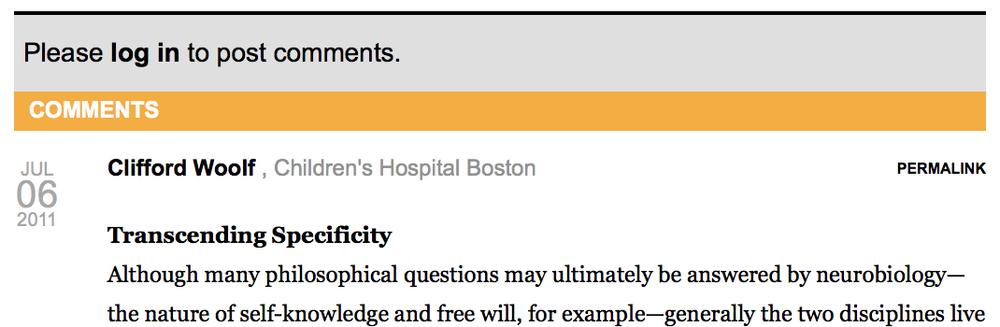 Please log in to post comments.
COMMENTS
JUL
06
2011
Clifford Woolf , Children's Hospital Boston
PERMALINK
Transcending Specificity
Although many philosophical questions may ultimately be answered by neurobiology—
the nature of self-knowledge and free will, for example—generally the two disciplines live